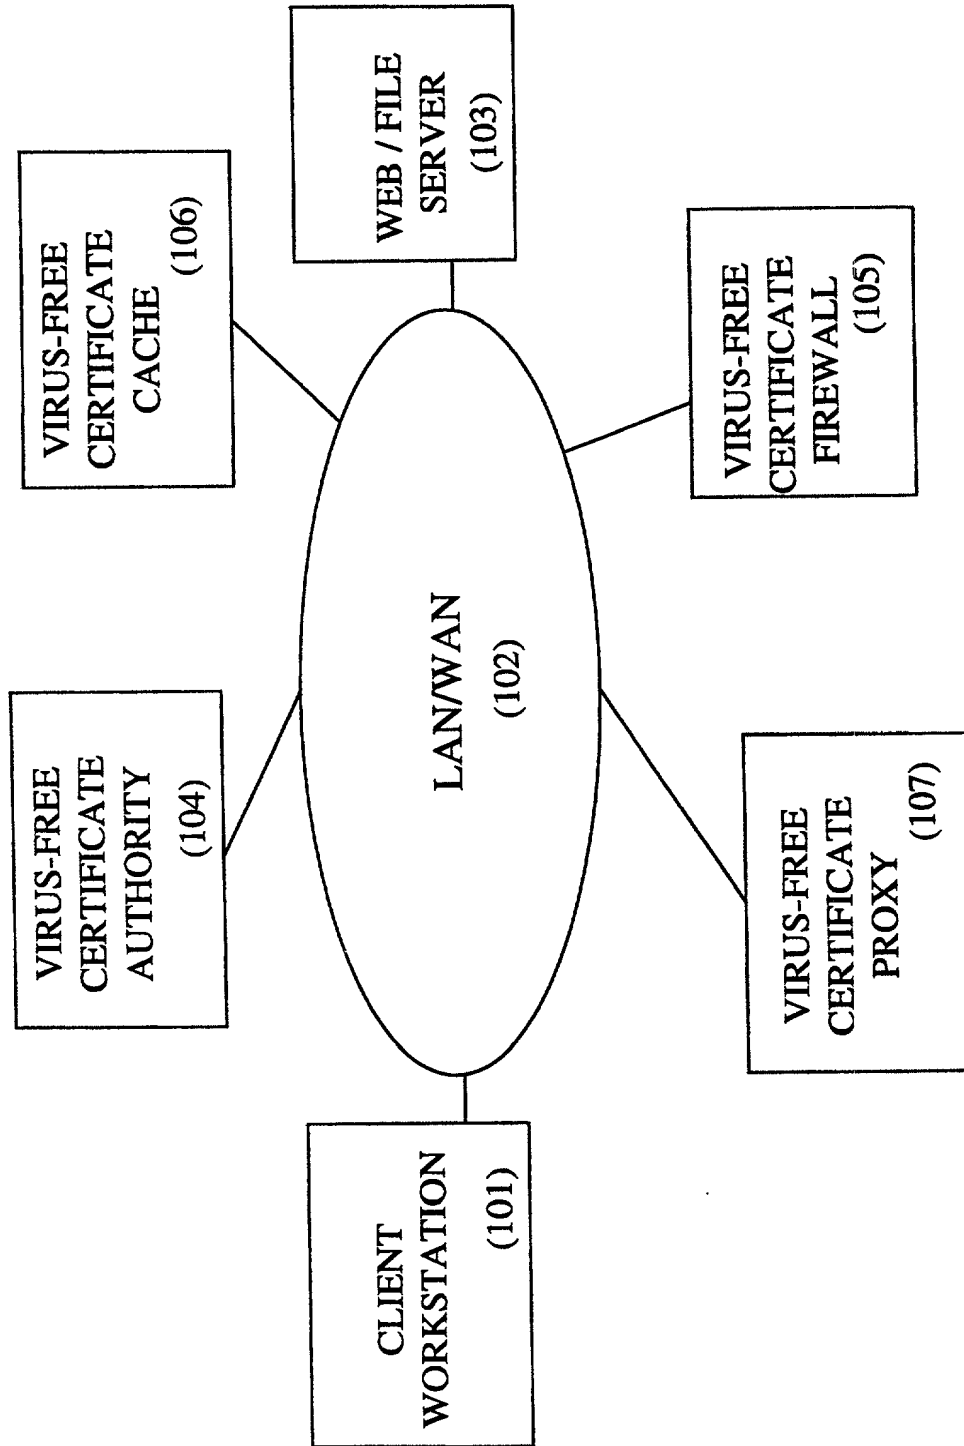 VIRUS-FREE
CERTIFICATE
AUTHORITY
(104)
VIRUS-FREE
CERTIFICATE
CACHE
(106)
CLIENT
WORKSTATION
(101)
LAN/WAN
(102)
WEB / FILE
SERVER
(103)
VIRUS-FREE
CERTIFICATE
PROXY
(107)
VIRUS-FREE
CERTIFICATE
FIREWALL
(105)